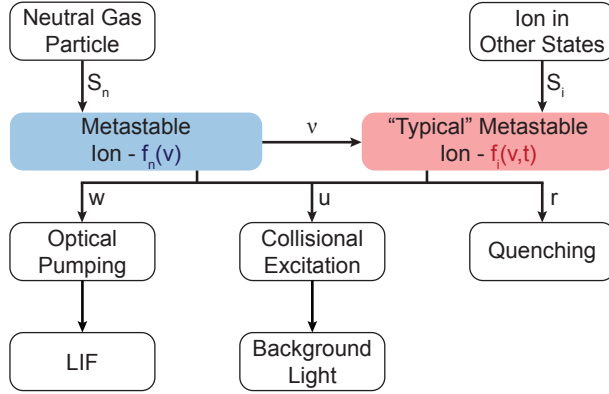 Neutral Gas
Particle
Ion in
Other States
S_n
S_i
Metastable
Ion - f_n(v)
ν
“Typical” Metastable
Ion - f_i(v,t)
w
u
r
Optical
Pumping
Collisional
Excitation
Quenching
LIF
Background
Light